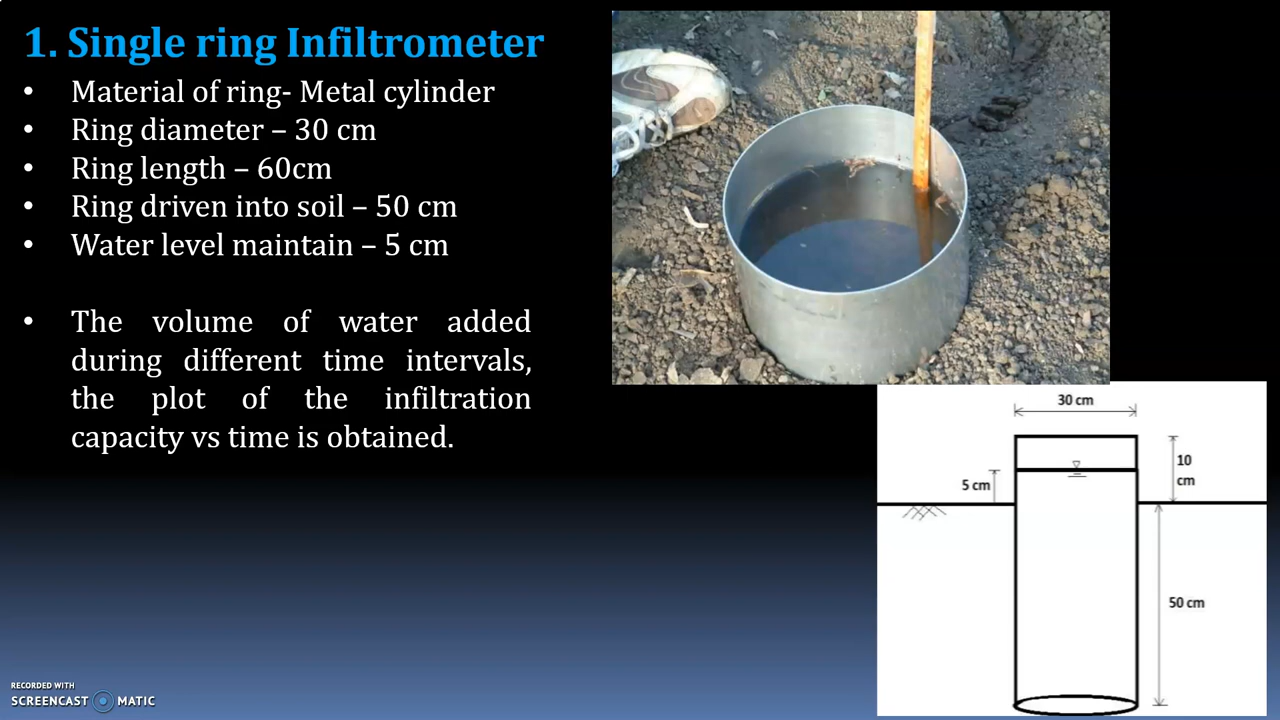 1. Single ring Infiltrometer
• Material of ring- Metal cylinder
• Ring diameter – 30 cm
• Ring length – 60cm
• Ring driven into soil – 50 cm
• Water level maintain – 5 cm
• The volume of water added
during different time intervals,
the plot of the infiltration
capacity vs time is obtained.
30 cm
10
cm
5 cm
50 cm
RECORDED WITH
SCREENCAST MATIC